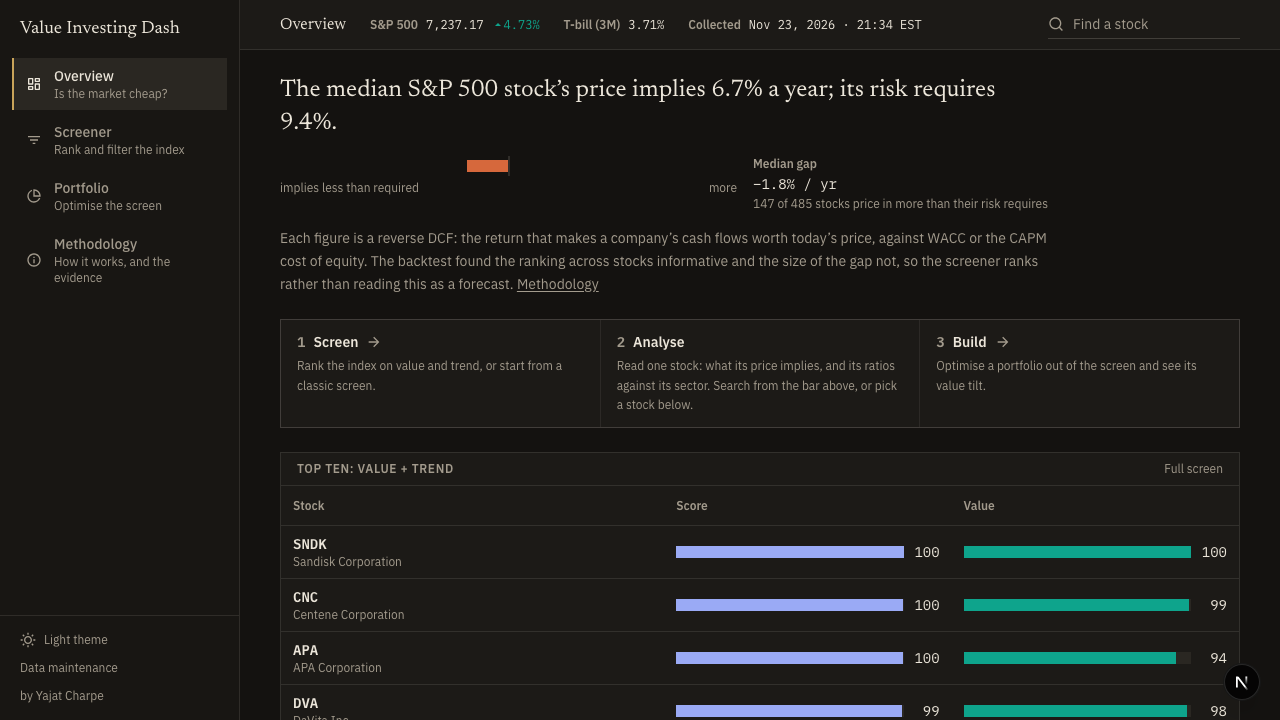 Value Investing Dash
Overview
Is the market cheap?
Screener
Rank and filter the index
Portfolio
Optimise the screen
Methodology
How it works, and the
evidence
Light theme
Data maintenance
by Yajat Charpe
Overview S&P 500 7,237.17 4.73% T-bill (3M) 3.71% Collected Nov 23, 2026 · 21:34 EST Find a stock
The median S&P 500 stock’s price implies 6.7% a year; its risk requires
9.4%.
implies less than required more
Median gap
−1.8% / yr
147 of 485 stocks price in more than their risk requires
Each figure is a reverse DCF: the return that makes a company’s cash flows worth today’s price, against WACC or the CAPM
cost of equity. The backtest found the ranking across stocks informative and the size of the gap not, so the screener ranks
rather than reading this as a forecast. Methodology
1 Screen →
Rank the index on value and trend, or start from a
classic screen.
2 Analyse
Read one stock: what its price implies, and its ratios
against its sector. Search from the bar above, or pick
a stock below.
3 Build →
Optimise a portfolio out of the screen and see its
value tilt.
TOP TEN: VALUE + TREND Full screen
Stock Score Value
SNDK
Sandisk Corporation 100 100
CNC
Centene Corporation 100 99
APA
APA Corporation 100 94
DVA
DaVita Inc. 99 98
N